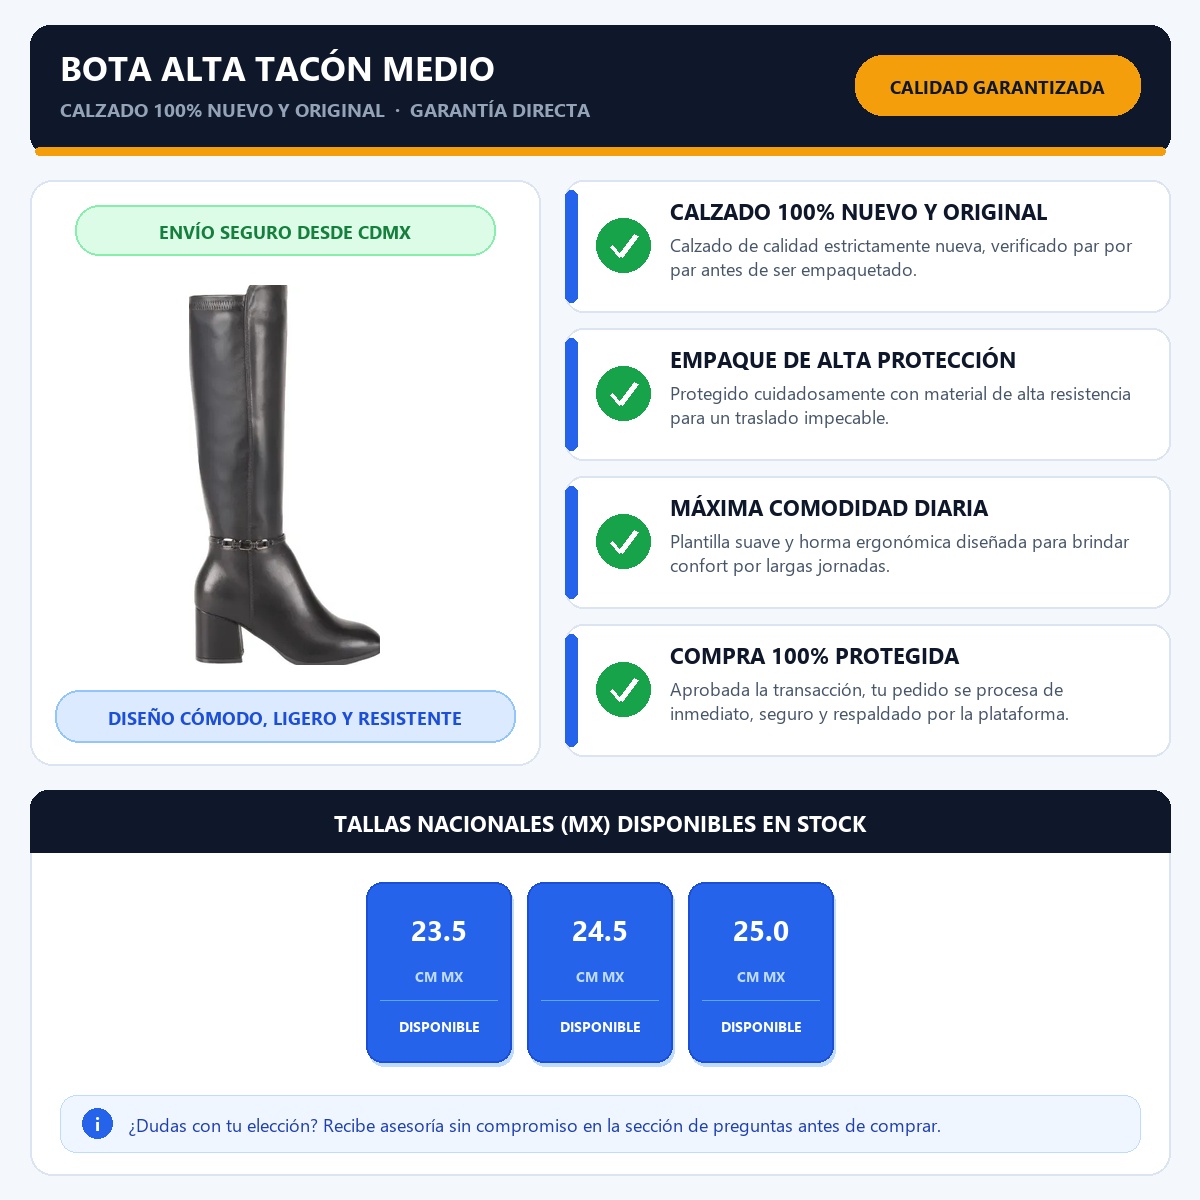 BOTA ALTA TACÓN MEDIO
CALZADO 100% NUEVO Y ORIGINAL · GARANTÍA DIRECTA
CALIDAD GARANTIZADA
ENVÍO SEGURO DESDE CDMX
DISEÑO CÓMODO, LIGERO Y RESISTENTE
CALZADO 100% NUEVO Y ORIGINAL
Calzado de calidad estrictamente nueva, verificado par por
par antes de ser empaquetado.
EMPAQUE DE ALTA PROTECCIÓN
Protegido cuidadosamente con material de alta resistencia
para un traslado impecable.
MÁXIMA COMODIDAD DIARIA
Plantilla suave y horma ergonómica diseñada para brindar
confort por largas jornadas.
COMPRA 100% PROTEGIDA
Aprobada la transacción, tu pedido se procesa de
inmediato, seguro y respaldado por la plataforma.
TALLAS NACIONALES (MX) DISPONIBLES EN STOCK
23.5
CM MX
DISPONIBLE
24.5
CM MX
DISPONIBLE
25.0
CM MX
DISPONIBLE
¿Dudas con tu elección? Recibe asesoría sin compromiso en la sección de preguntas antes de comprar.